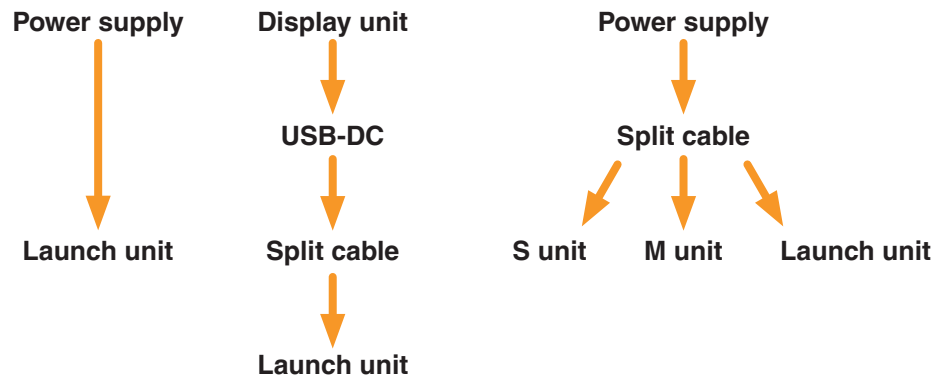 Power supply
Launch unit
Display unit
USB-DC
Split cable
Launch unit
Power supply
Split cable
S unit
M unit
Launch unit